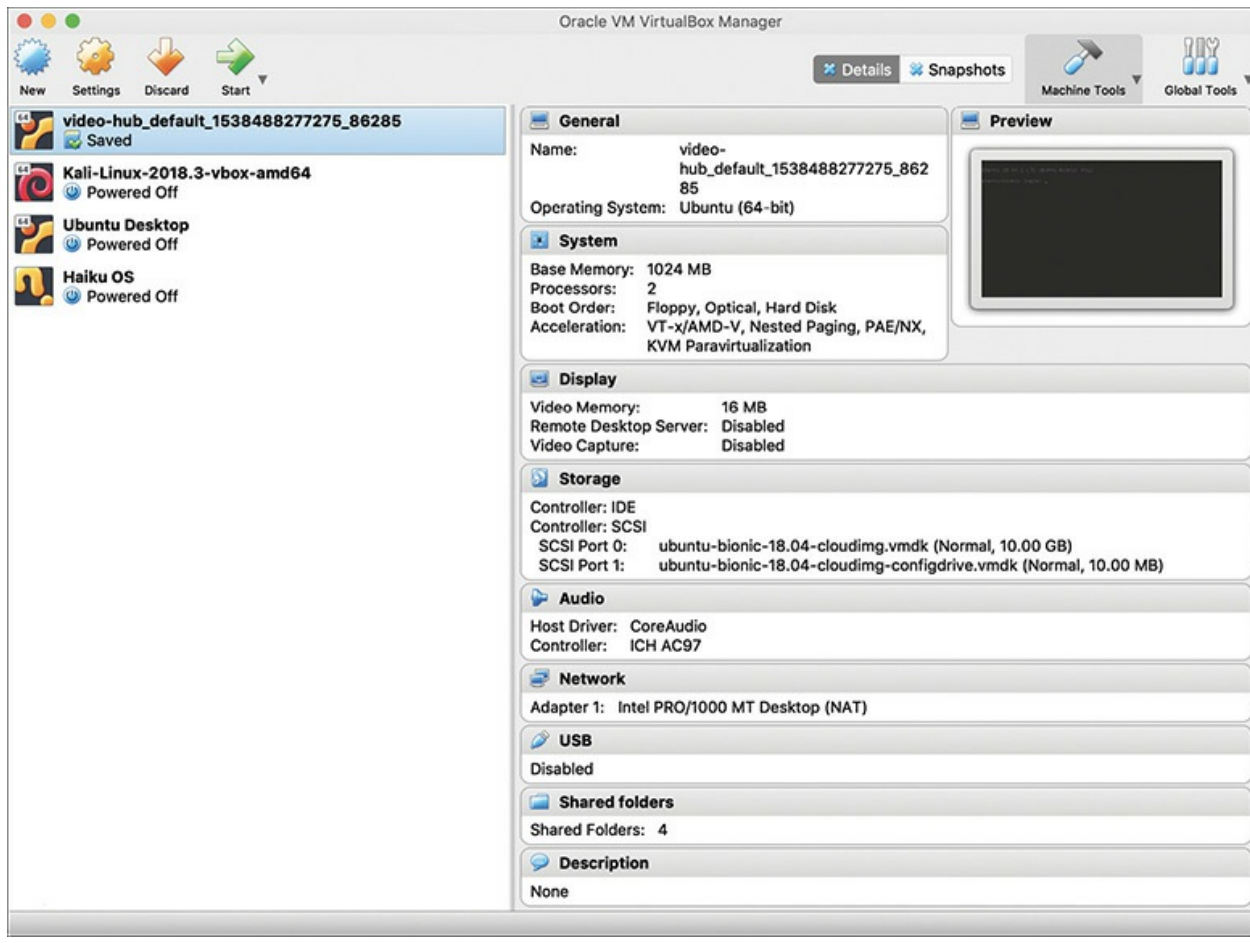 Oracle VM VirtualBox Manager
New Settings Discard Start
Details Snapshots
Machine Tools Global Tools
64 video-hub_default_1538488277275_86285
Saved
64 Kali-Linux-2018.3-vbox-amd64
Powered Off
64 Ubuntu Desktop
Powered Off
Haiku OS
Powered Off
General
Name: video-
hub_default_1538488277275_862
85
Operating System: Ubuntu (64-bit)
Preview
System
Base Memory: 1024 MB
Processors: 2
Boot Order: Floppy, Optical, Hard Disk
Acceleration: VT-x/AMD-V, Nested Paging, PAE/NX,
KVM Paravirtualization
Display
Video Memory: 16 MB
Remote Desktop Server: Disabled
Video Capture: Disabled
Storage
Controller: IDE
Controller: SCSI
SCSI Port 0: ubuntu-bionic-18.04-cloudimg.vmdk (Normal, 10.00 GB)
SCSI Port 1: ubuntu-bionic-18.04-cloudimg-configdrive.vmdk (Normal, 10.00 MB)
Audio
Host Driver: CoreAudio
Controller: ICH AC97
Network
Adapter 1: Intel PRO/1000 MT Desktop (NAT)
USB
Disabled
Shared folders
Shared Folders: 4
Description
None